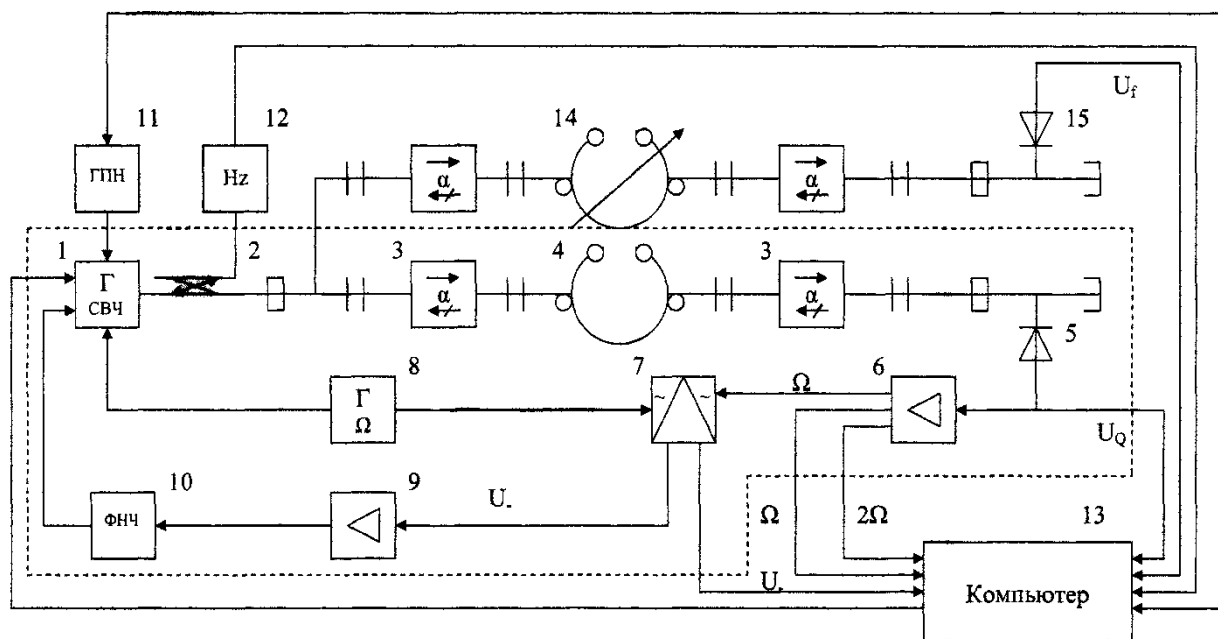 U_f
11 12 14 15
ГПН Hz
α α
1 2 3 4 3
Г
СВЧ
α α
5
8 7 6
Г
Ω
~ ~
Ω
U_Q
10 9
ФНЧ
U_-
Ω 2Ω 13
U_-
Компьютер